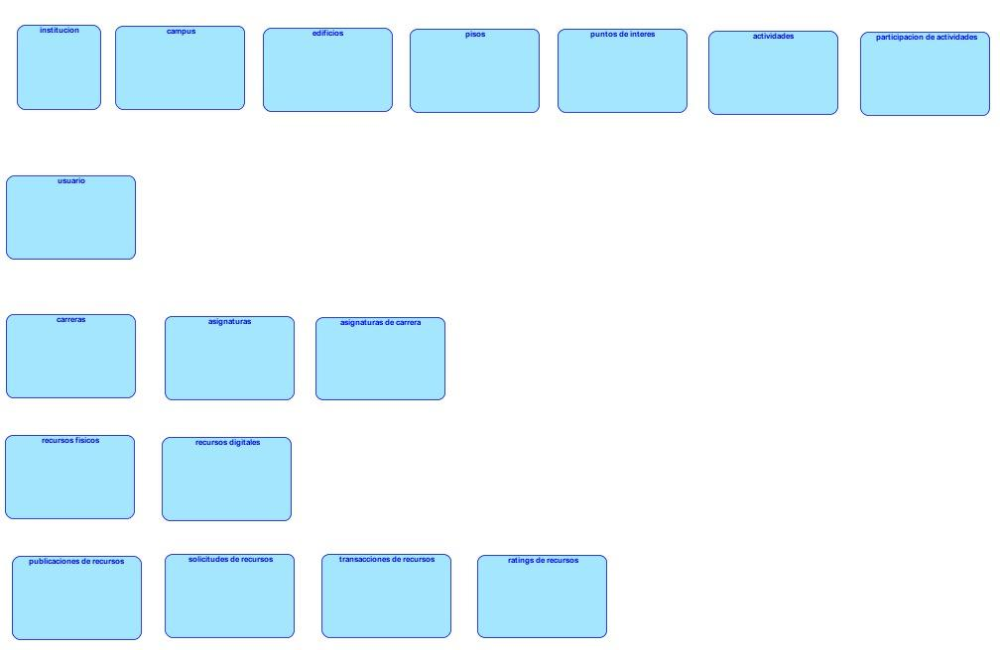 institucion
campus
edificios
pisos
puntos de interes
actividades
participacion de actividades
usuario
carreras
asignaturas
asignaturas de carrera
recursos fisicos
recursos digitales
publicaciones de recursos
solicitudes de recursos
transacciones de recursos
ratings de recursos